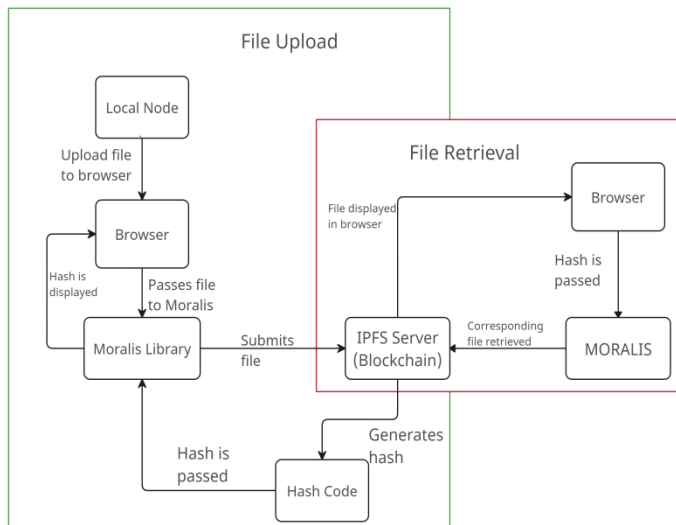 File Upload
Local Node
Upload file
to browser
Browser
Hash is
displayed
Passes file
to Moralis
Moralis Library
Submits
file
Hash is
passed
Hash Code
Generates
hash
File Retrieval
File displayed
in browser
Browser
Hash is
passed
IPFS Server
(Blockchain)
Corresponding
file retrieved
MORALIS